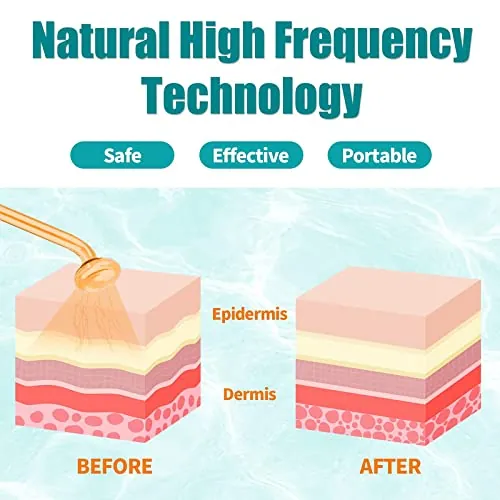 Natural High Frequency
Technology
Safe
Effective
Portable
Epidermis
Dermis
BEFORE
AFTER